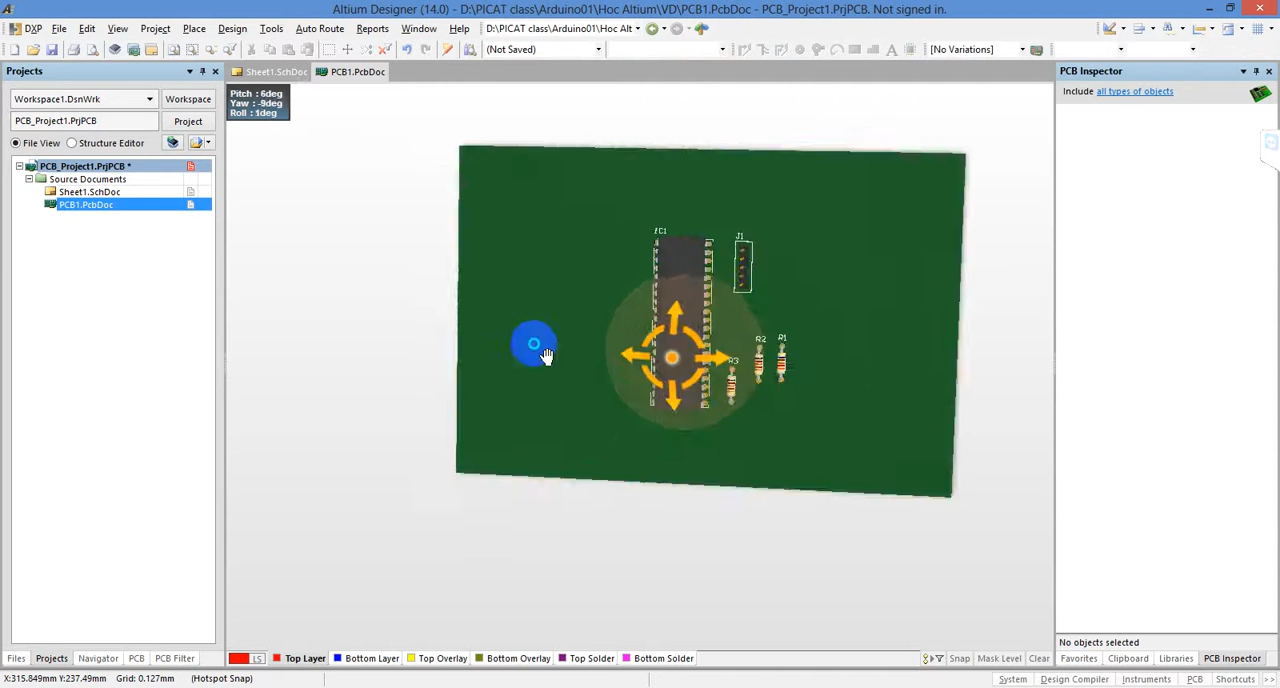 Altium Designer (14.0) - D:\PICAT class\Arduino01\Hoc Altium\VD\PCB1.PcbDoc - PCB_Project1.PrjPCB. Not signed in.
DXP File Edit View Project Place Design Tools Auto Route Reports Window Help D:\PICAT class\Arduino01\Hoc Alt
(Not Saved) [No Variations]
Projects
Sheet1.SchDoc PCB1.PcbDoc
PCB Inspector
Workspace1.DsnWrk Workspace
PCB_Project1.PrjPCB Project
File View Structure Editor
PCB_Project1.PrjPCB *
Source Documents
Sheet1.SchDoc
PCB1.PcbDoc
Pitch : 6deg
Yaw : -9deg
Roll : 1deg
Include all types of objects
IC1
J1
R2
R1
R3
No objects selected
Files Projects Navigator PCB PCB Filter
LS Top Layer Bottom Layer Top Overlay Bottom Overlay Top Solder Bottom Solder
Snap Mask Level Clear
Favorites Clipboard Libraries PCB Inspector
X:315.849mm Y:237.49mm Grid: 0.127mm (Hotspot Snap)
System Design Compiler Instruments PCB Shortcuts >>